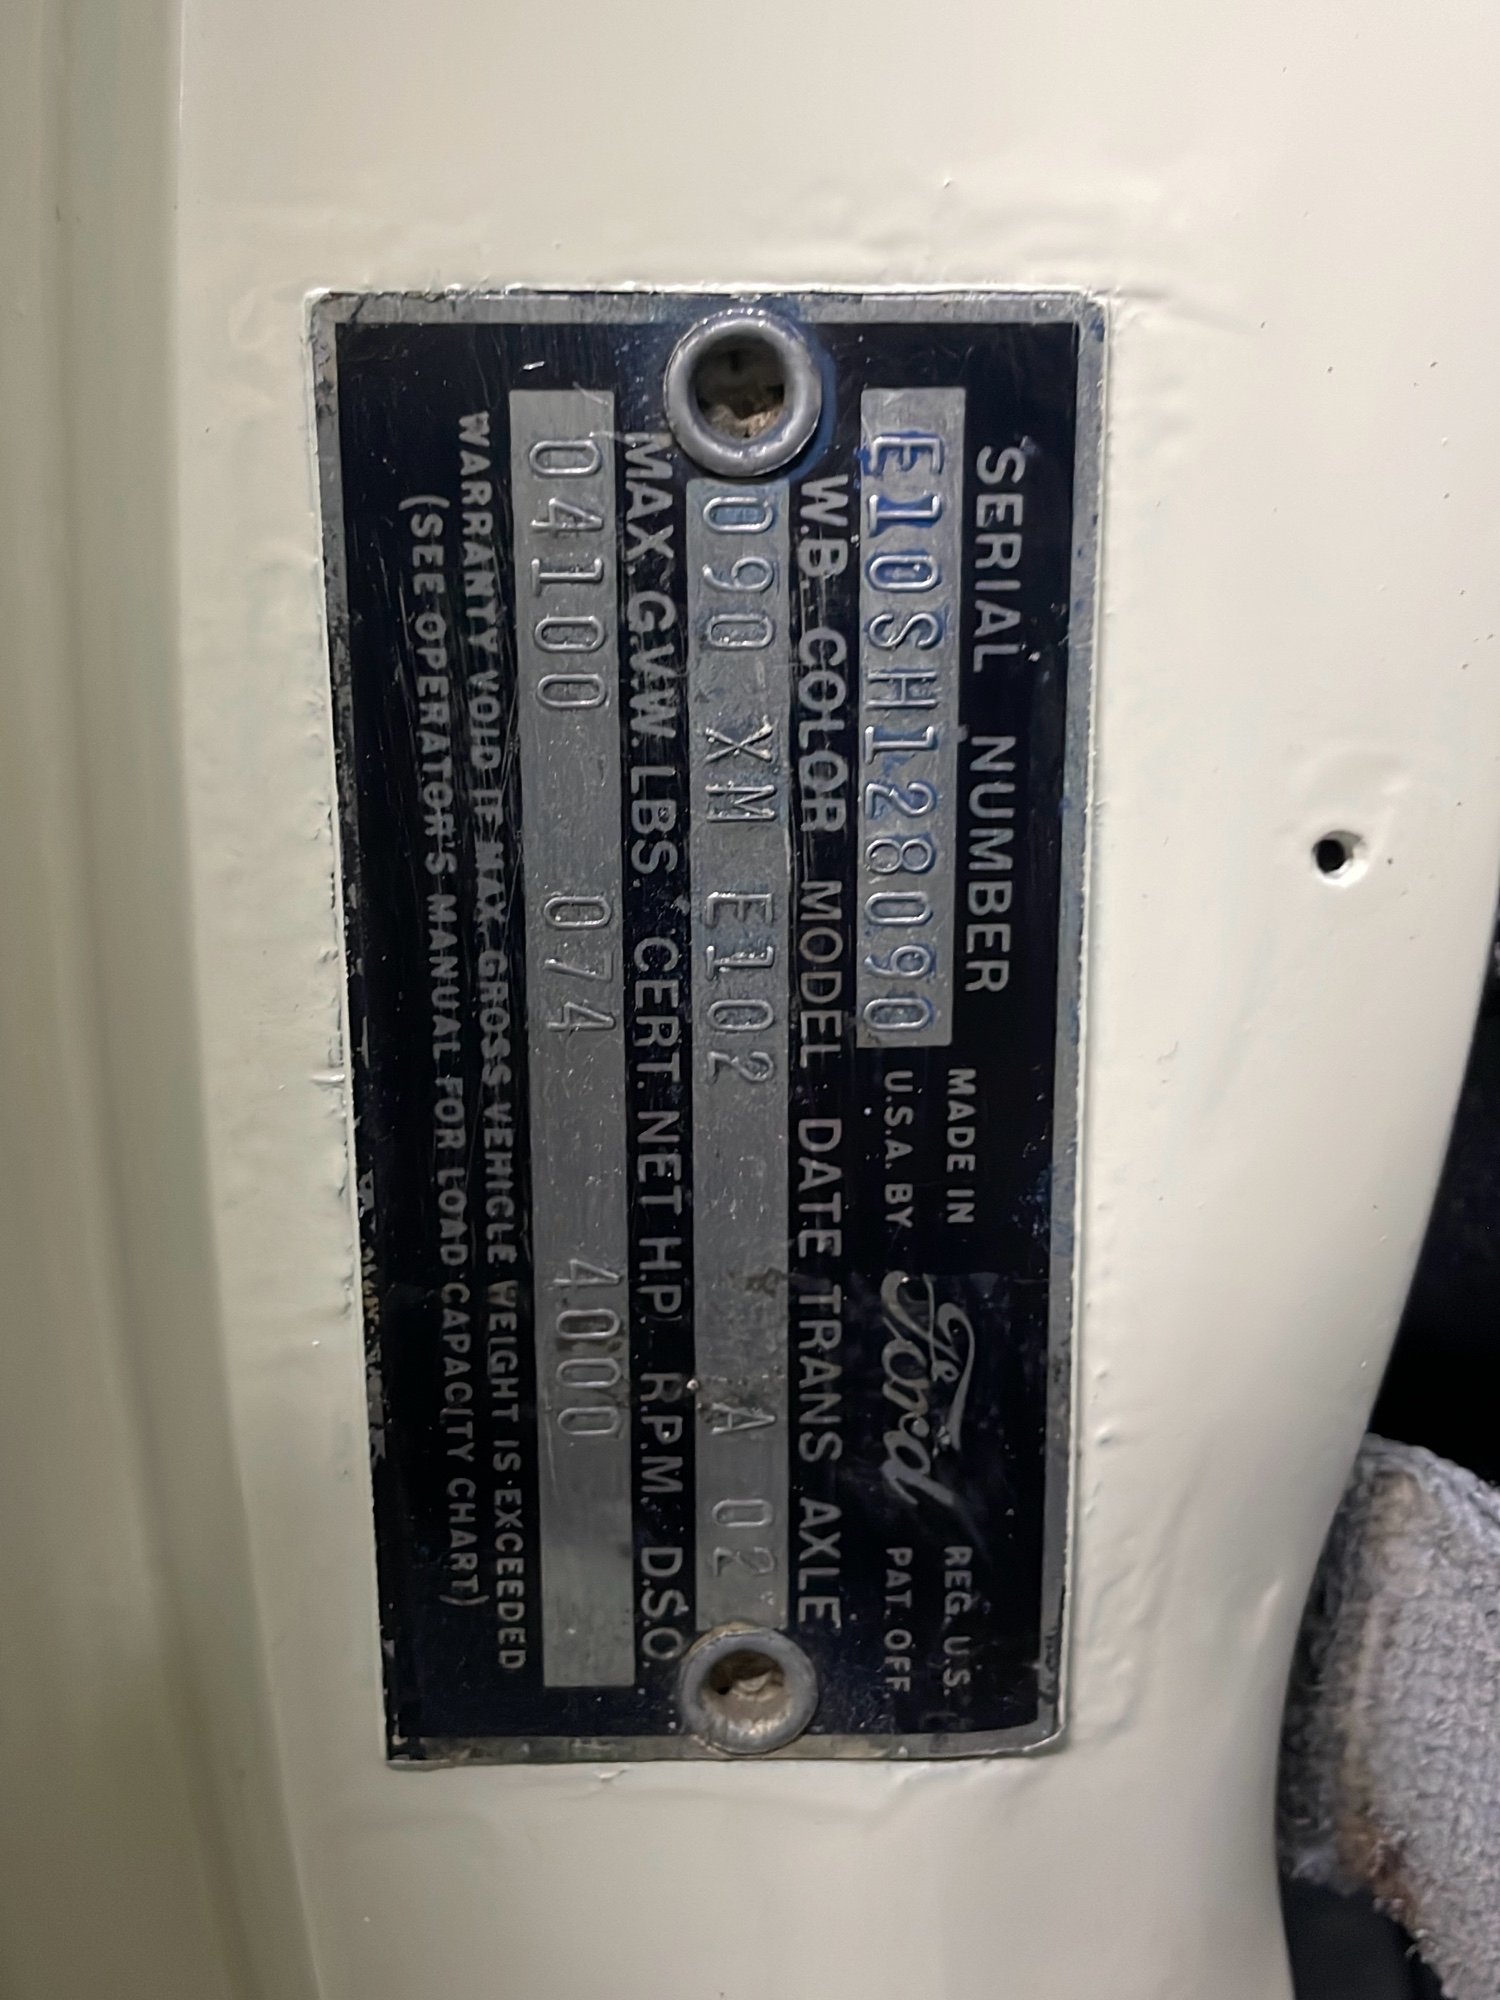 SERIAL NUMBER
E10SH128090
MADE IN
U.S.A. BY
Ford
REG. U.S.
PAT. OFF.
W.B. COLOR MODEL DATE TRANS AXLE
090 XM E102 A 02
MAX. G.V.W. LBS CERT. NET H.P. R.P.M. D.S.O.
04100 074 4000
WARRANTY VOID IF MAX. GROSS VEHICLE WEIGHT IS EXCEEDED
(SEE OPERATOR'S MANUAL FOR LOAD CAPACITY CHART)